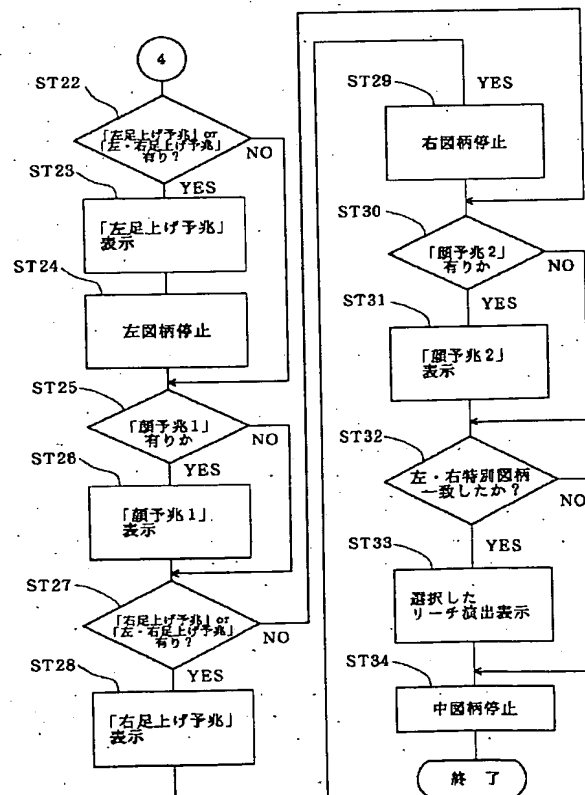 4
ST22
「左足上げ予兆」or
「左・右足上げ予兆」
有り?
NO
YES
ST23
「左足上げ予兆」
表示
ST24
左図柄停止
ST25
「顔予兆1」
有りか
NO
YES
ST26
「顔予兆1」
表示
ST27
「右足上げ予兆」or
「左・右足上げ予兆」
有り?
NO
YES
ST28
「右足上げ予兆」
表示
YES
ST29
右図柄停止
ST30
「顔予兆2」
有りか
NO
YES
ST31
「顔予兆2」
表示
ST32
左・右特別図柄
一致したか?
NO
YES
ST33
選択した
リーチ演出表示
ST34
中図柄停止
終了